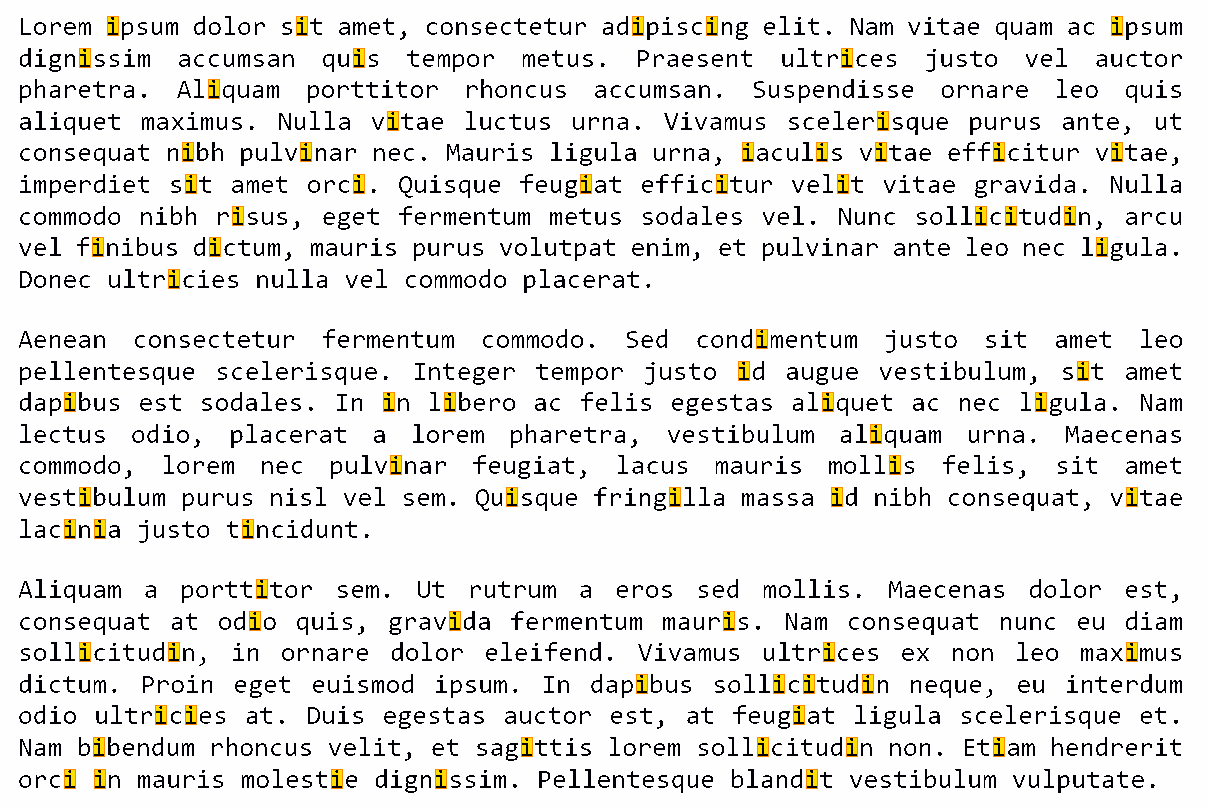 Lorem ipsum dolor sit amet, consectetur adipiscing elit. Nam vitae quam ac ipsum
dignissim accumsan quis tempor metus. Praesent ultrices justo vel auctor
pharetra. Aliquam porttitor rhoncus accumsan. Suspendisse ornare leo quis
aliquet maximus. Nulla vitae luctus urna. Vivamus scelerisque purus ante, ut
consequat nibh pulvinar nec. Mauris ligula urna, iaculis vitae efficitur vitae,
imperdiet sit amet orci. Quisque feugiat efficitur velit vitae gravida. Nulla
commodo nibh risus, eget fermentum metus sodales vel. Nunc sollicitudin, arcu
vel finibus dictum, mauris purus volutpat enim, et pulvinar ante leo nec ligula.
Donec ultricies nulla vel commodo placerat.
Aenean consectetur fermentum commodo. Sed condimentum justo sit amet leo
pellentesque scelerisque. Integer tempor justo id augue vestibulum, sit amet
dapibus est sodales. In in libero ac felis egestas aliquet ac nec ligula. Nam
lectus odio, placerat a lorem pharetra, vestibulum aliquam urna. Maecenas
commodo, lorem nec pulvinar feugiat, lacus mauris mollis felis, sit amet
vestibulum purus nisl vel sem. Quisque fringilla massa id nibh consequat, vitae
lacinia justo tincidunt.
Aliquam a porttitor sem. Ut rutrum a eros sed mollis. Maecenas dolor est,
consequat at odio quis, gravida fermentum mauris. Nam consequat nunc eu diam
sollicitudin, in ornare dolor eleifend. Vivamus ultrices ex non leo maximus
dictum. Proin eget euismod ipsum. In dapibus sollicitudin neque, eu interdum
odio ultricies at. Duis egestas auctor est, at feugiat ligula scelerisque et.
Nam bibendum rhoncus velit, et sagittis lorem sollicitudin non. Etiam hendrerit
orci in mauris molestie dignissim. Pellentesque blandit vestibulum vulputate.